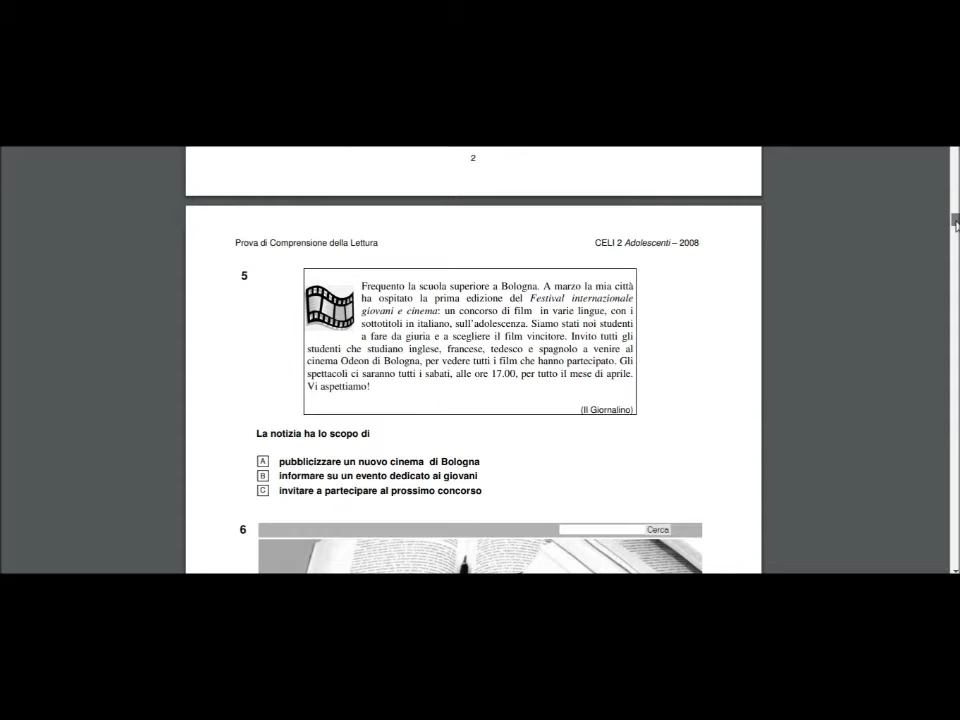 2
Prova di Comprensione della Lettura
CELI 2 Adolescenti – 2008
5
Frequento la scuola superiore a Bologna. A marzo la mia città
ha ospitato la prima edizione del Festival internazionale
giovani e cinema: un concorso di film in varie lingue, con i
sottotitoli in italiano, sull'adolescenza. Siamo stati noi studenti
a fare da giuria e a scegliere il film vincitore. Invito tutti gli
studenti che studiano inglese, francese, tedesco e spagnolo a venire al
cinema Odeon di Bologna, per vedere tutti i film che hanno partecipato. Gli
spettacoli ci saranno tutti i sabati, alle ore 17.00, per tutto il mese di aprile.
Vi aspettiamo!
(Il Giornalino)
La notizia ha lo scopo di
A pubblicizzare un nuovo cinema di Bologna
B informare su un evento dedicato ai giovani
C invitare a partecipare al prossimo concorso
6
Cerca